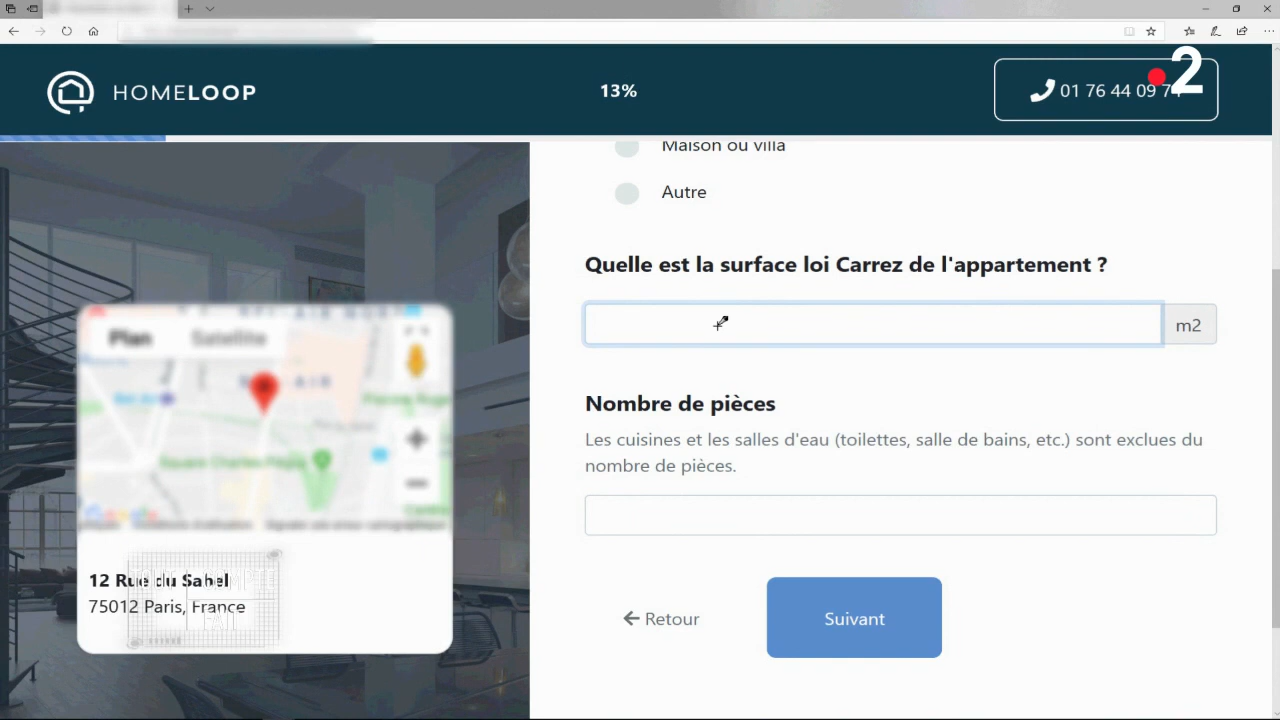 HOMELOOP
13%
01 76 44 09 7
2
Maison ou villa
Autre
Quelle est la surface loi Carrez de l'appartement ?
m2
Nombre de pièces
Les cuisines et les salles d'eau (toilettes, salle de bains, etc.) sont exclues du
nombre de pièces.
Retour
Suivant
Plan
Satellite
12 Rue du Sahel
75012 Paris, France